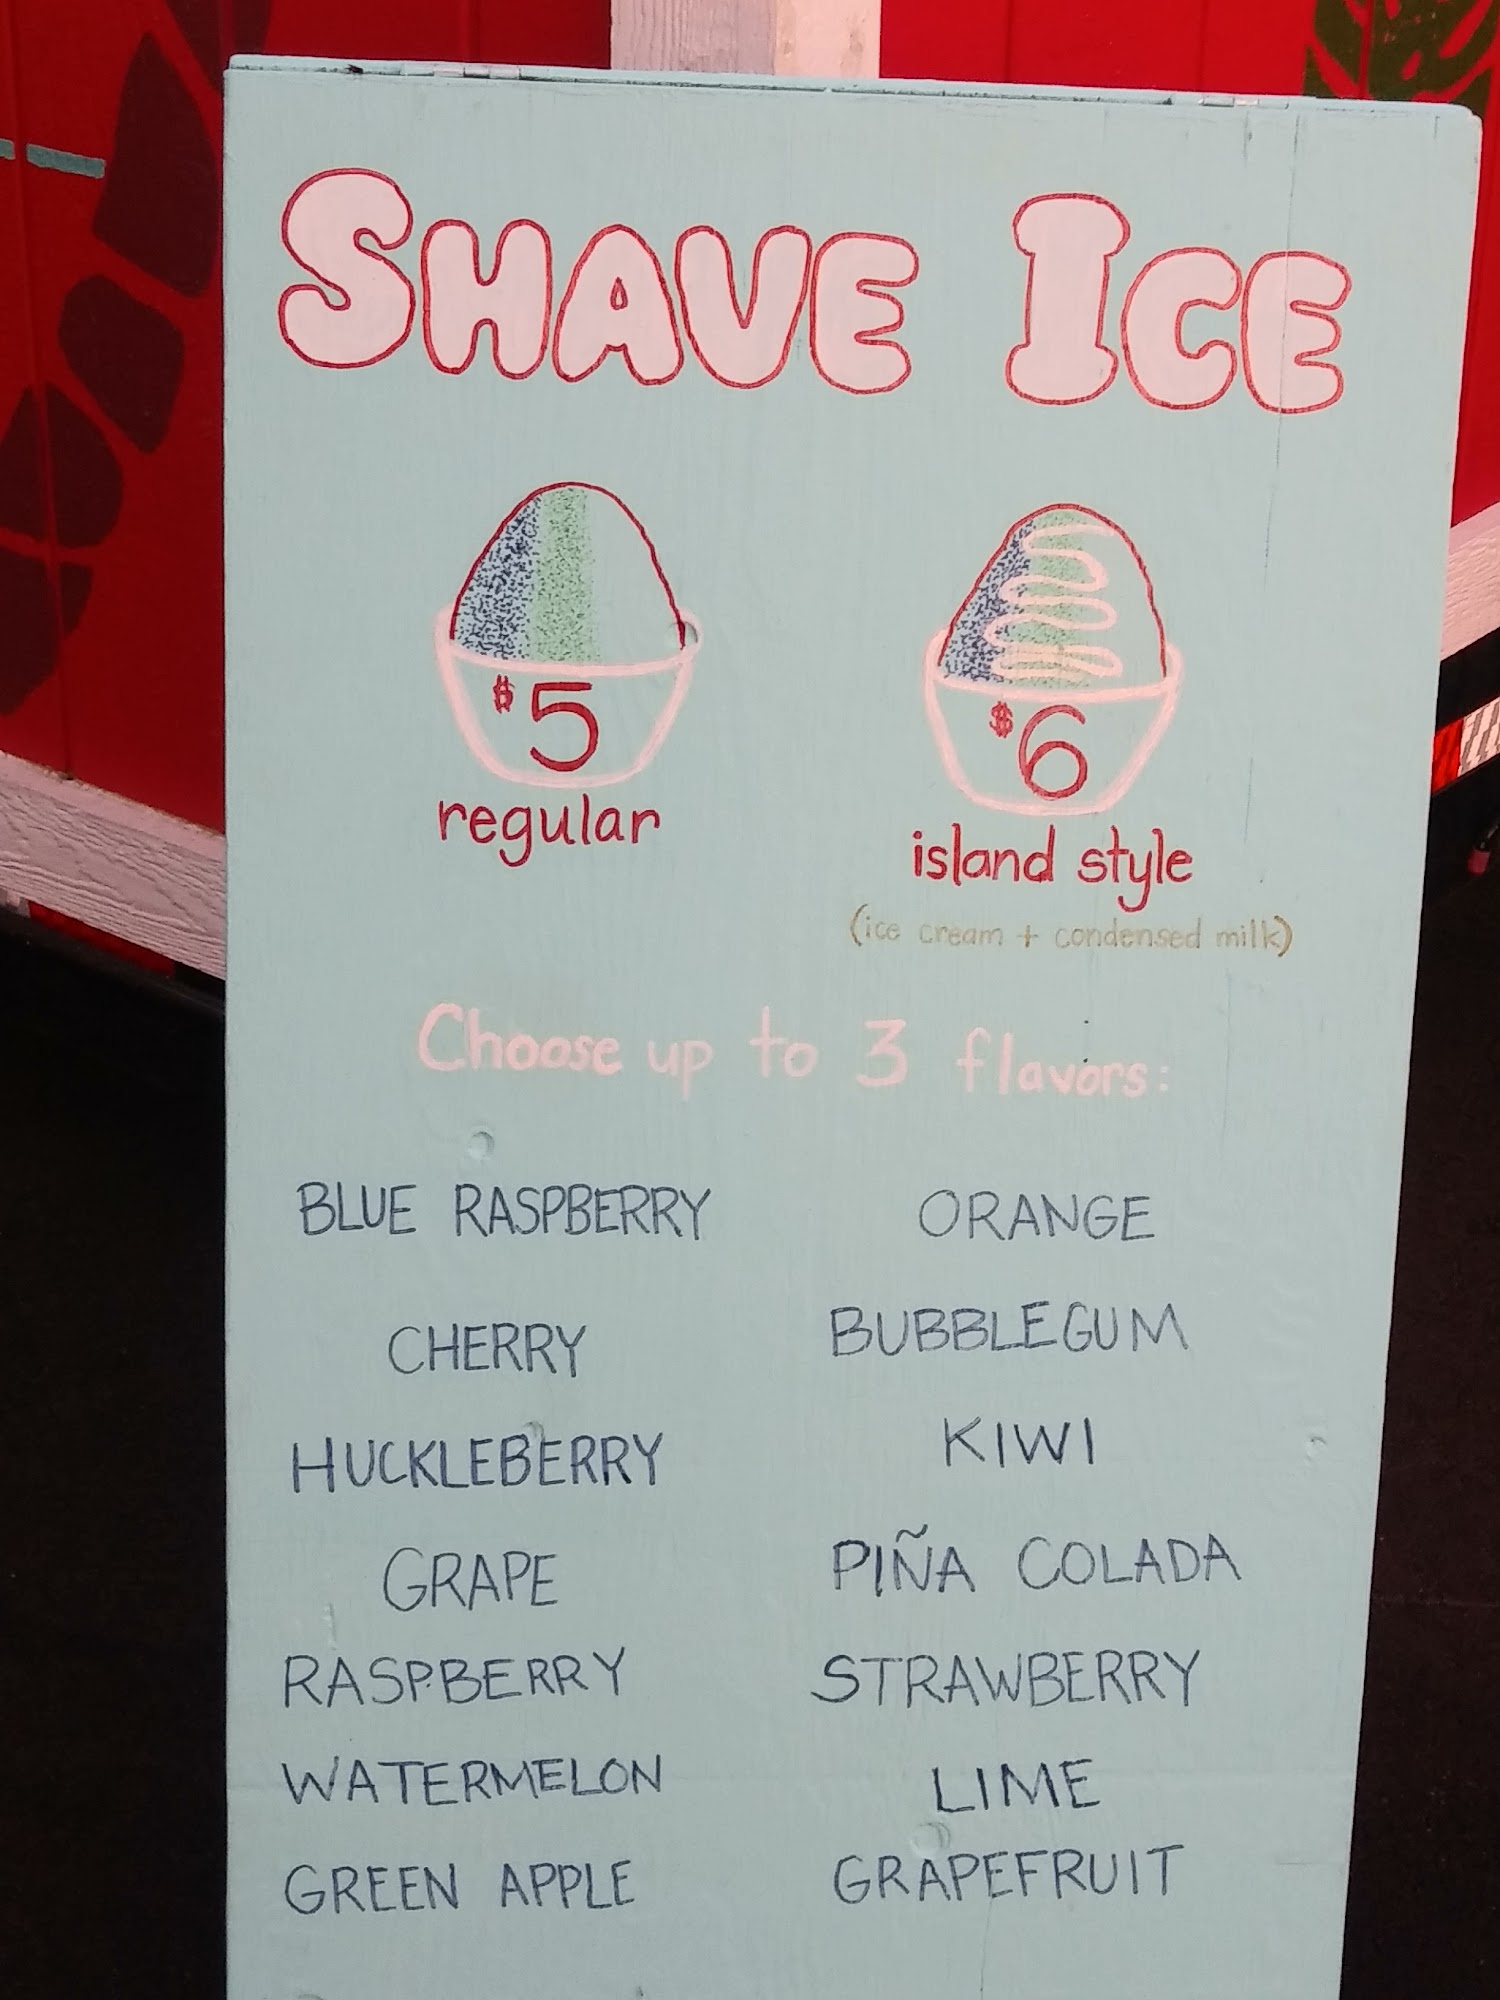 SHAVE ICE
$5
regular
$6
island style
(ice cream + condensed milk)
Choose up to 3 flavors:
BLUE RASPBERRY
CHERRY
HUCKLEBERRY
GRAPE
RASPBERRY
WATERMELON
GREEN APPLE
ORANGE
BUBBLEGUM
KIWI
PIÑA COLADA
STRAWBERRY
LIME
GRAPEFRUIT